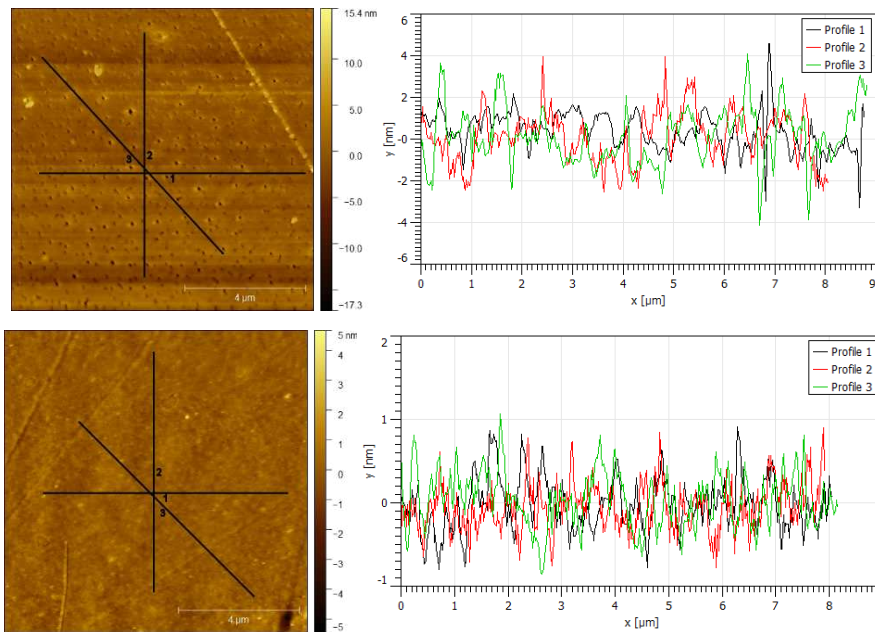 15.4 nm
10.0
5.0
0.0
-5.0
-10.0
-17.3
3
2
1
4 µm
6
4
2
-0
-2
-4
-6
y [nm]
0 1 2 3 4 5 6 7 8 9
x [µm]
Profile 1
Profile 2
Profile 3
5 nm
4
3
2
1
0
-1
-2
-3
-4
-5
2
1
3
4 µm
2
1
0
-1
y [nm]
0 1 2 3 4 5 6 7 8
x [µm]
Profile 1
Profile 2
Profile 3